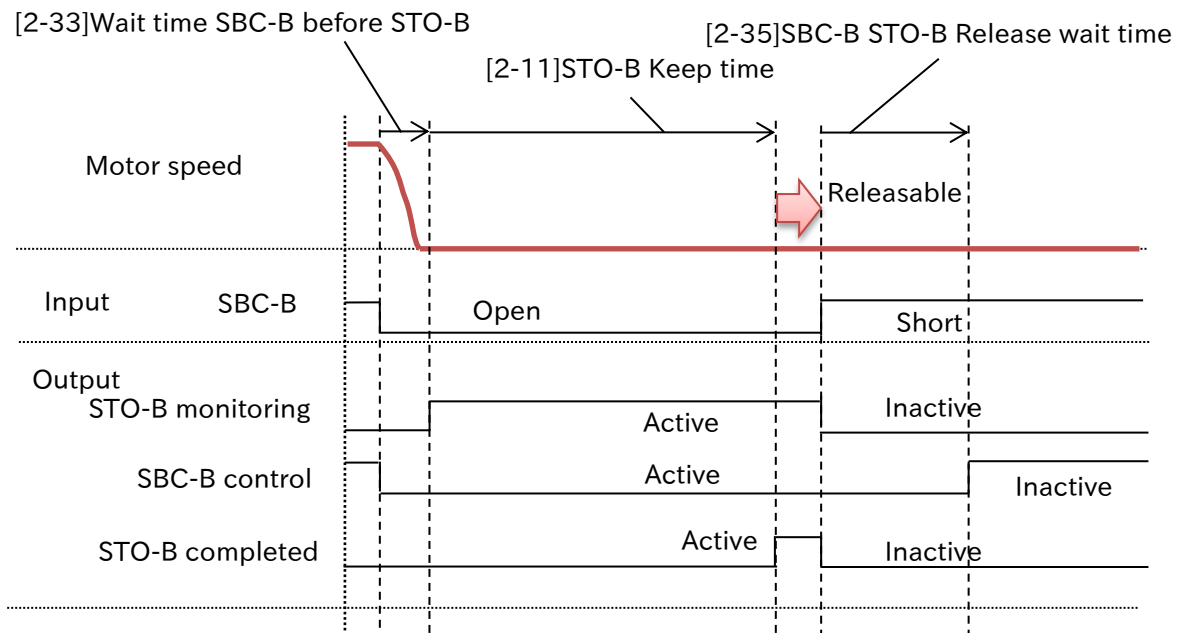 [2-33]Wait time SBC-B before STO-B
[2-35]SBC-B STO-B Release wait time
[2-11]STO-B Keep time
Motor speed
Releasable
Input
SBC-B
Open
Short
Output
STO-B monitoring
Active
Inactive
SBC-B control
Active
Inactive
STO-B completed
Active
Inactive